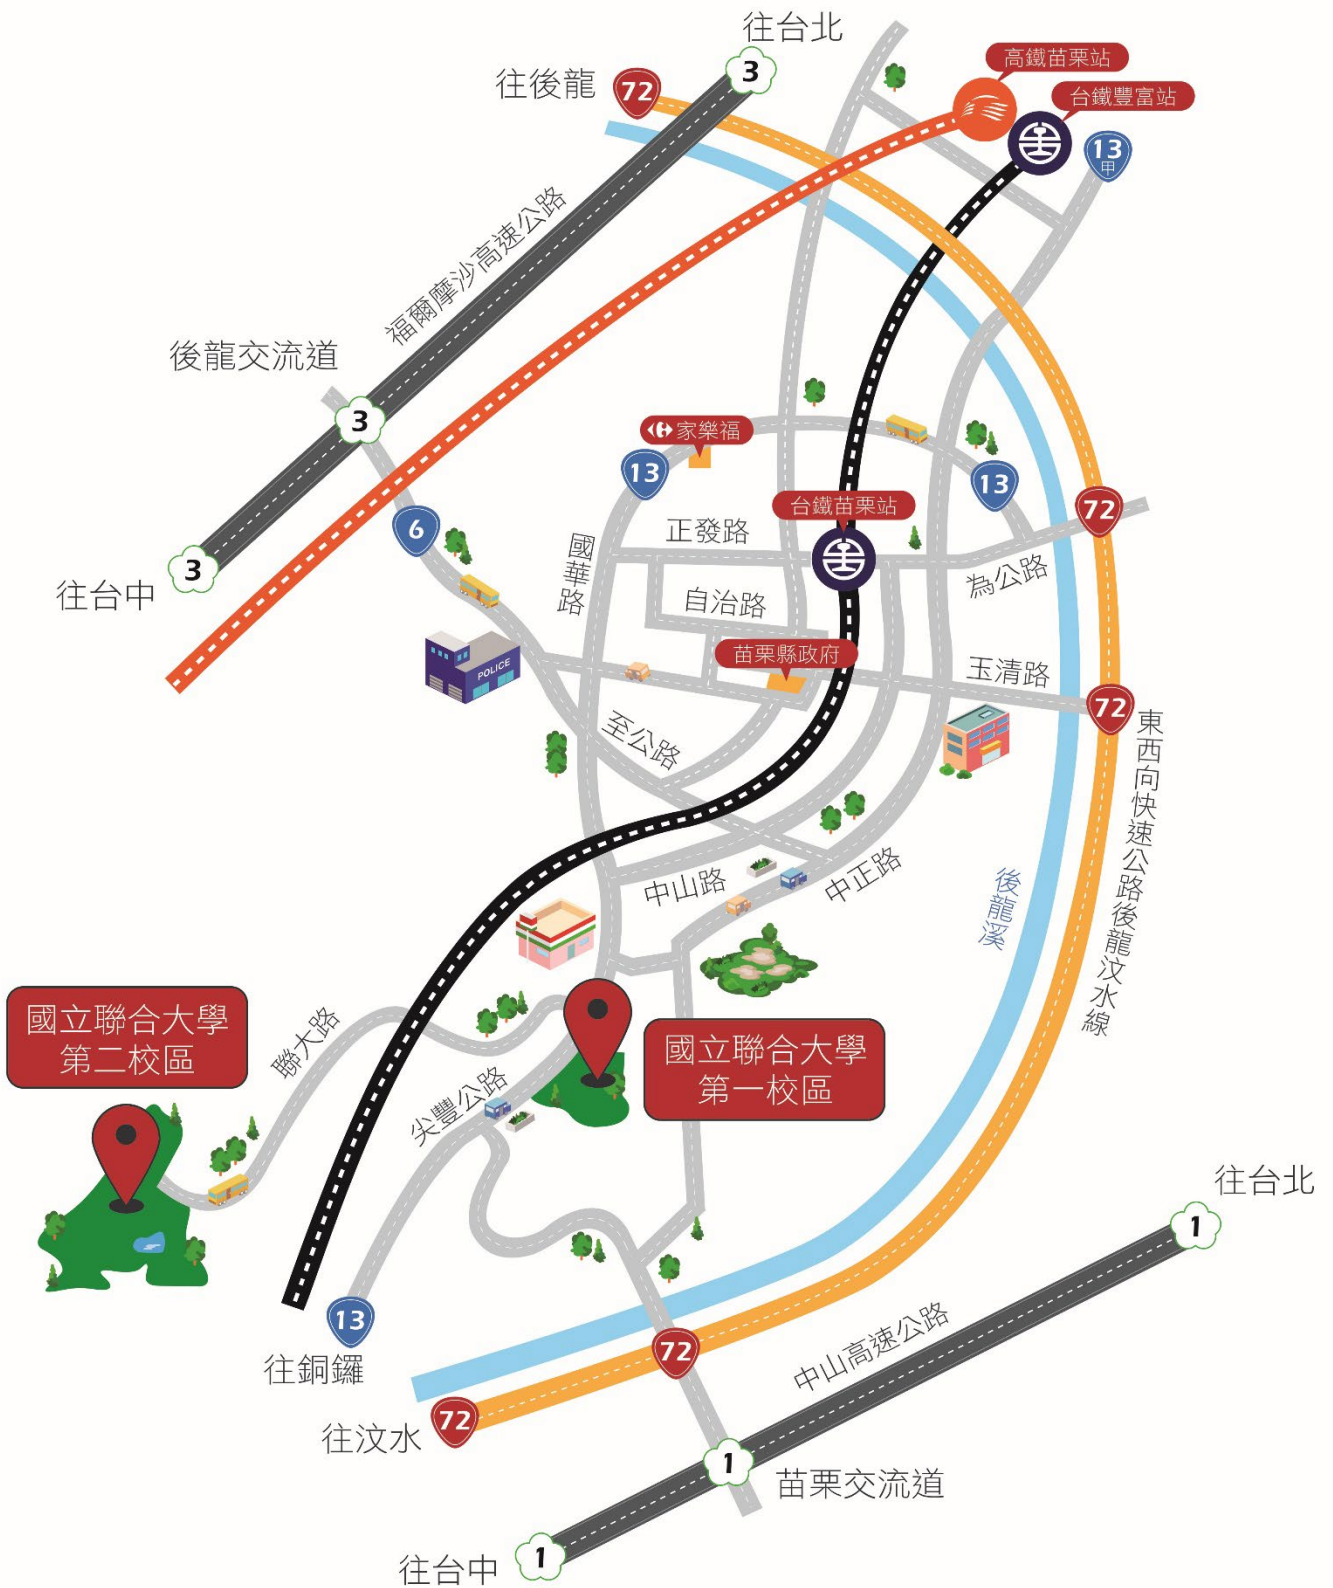 往台北
3
往後龍
72
高鐵苗栗站
台鐵豐富站
13
甲
福爾摩沙高速公路
後龍交流道
3
家樂福
13
13
台鐵苗栗站
72
6
正發路
國華路
為公路
3
往台中
自治路
苗栗縣政府
玉清路
POLICE
72
至公路
東西向快速公路後龍汶水線
中山路
中正路
後龍溪
國立聯合大學
第二校區
聯大路
國立聯合大學
第一校區
尖豐公路
往台北
1
13
往銅鑼
72
中山高速公路
72
往汶水
1
苗栗交流道
1
往台中